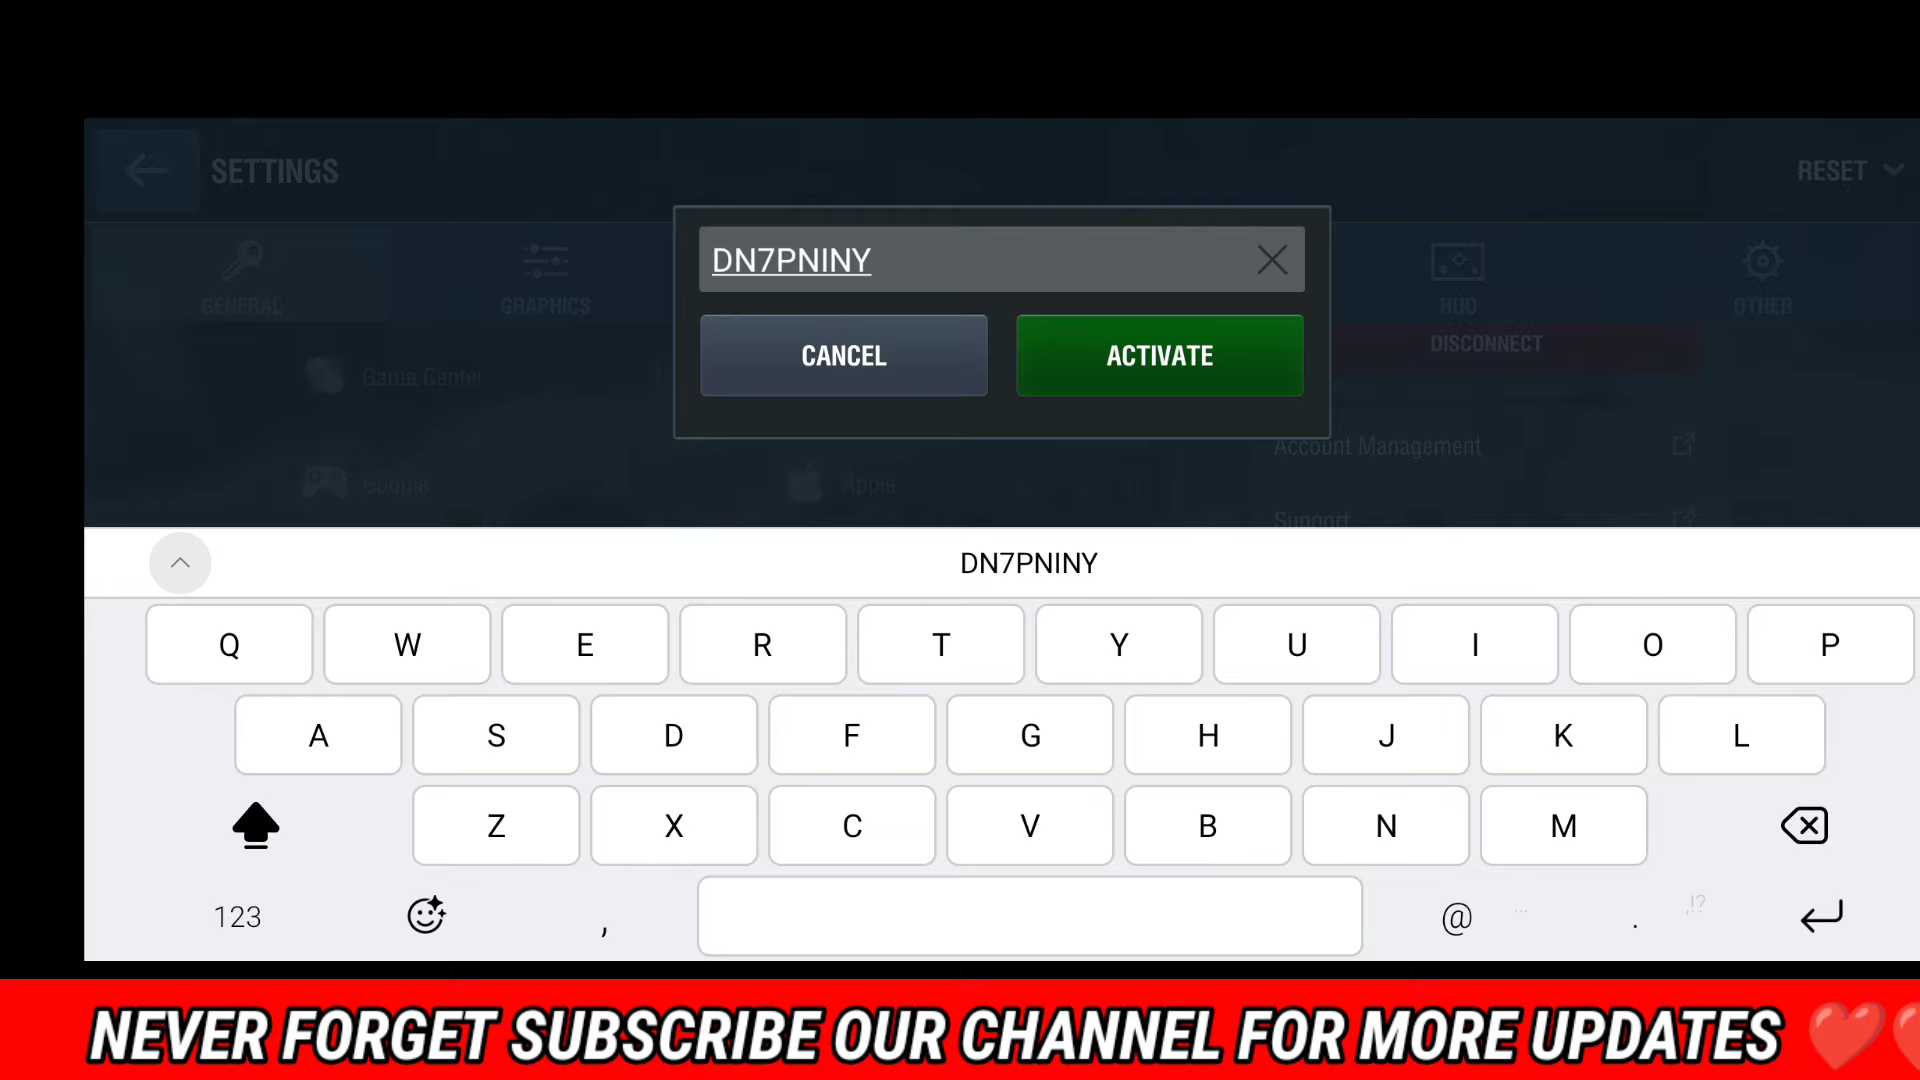 SETTINGS
RESET
DN7PNINY
CANCEL
ACTIVATE
GENERAL
GRAPHICS
HUD
OTHER
DISCONNECT
Game Center
Account Management
Google
Apple
Support
DN7PNINY
Q W E R T Y U I O P
A S D F G H J K L
Z X C V B N M
123 , @ ... . ,!?
NEVER FORGET SUBSCRIBE OUR CHANNEL FOR MORE UPDATES ❤️